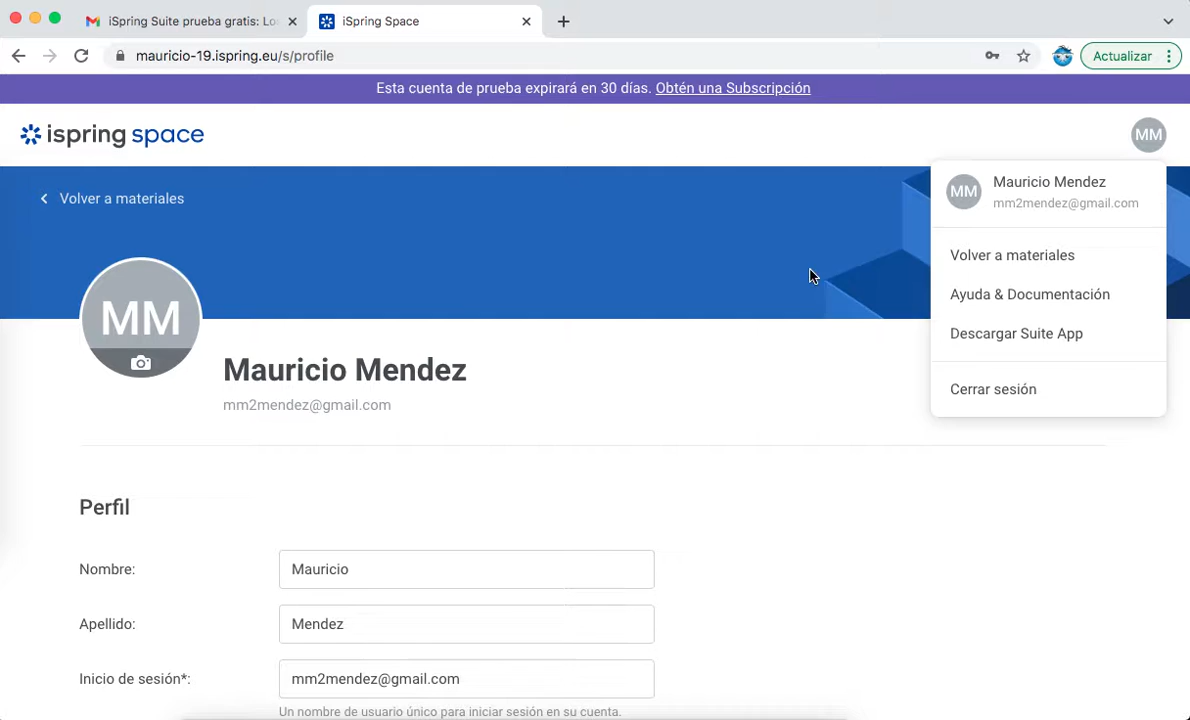 iSpring Suite prueba gratis: Lo
iSpring Space
mauricio-19.ispring.eu/s/profile
Actualizar
Esta cuenta de prueba expirará en 30 días. Obtén una Subscripción
ispring space
MM
Volver a materiales
MM
Mauricio Mendez
mm2mendez@gmail.com
Volver a materiales
Ayuda & Documentación
Descargar Suite App
Cerrar sesión
MM
Mauricio Mendez
mm2mendez@gmail.com
Perfil
Nombre:
Mauricio
Apellido:
Mendez
Inicio de sesión*:
mm2mendez@gmail.com
Un nombre de usuario único para iniciar sesión en su cuenta.